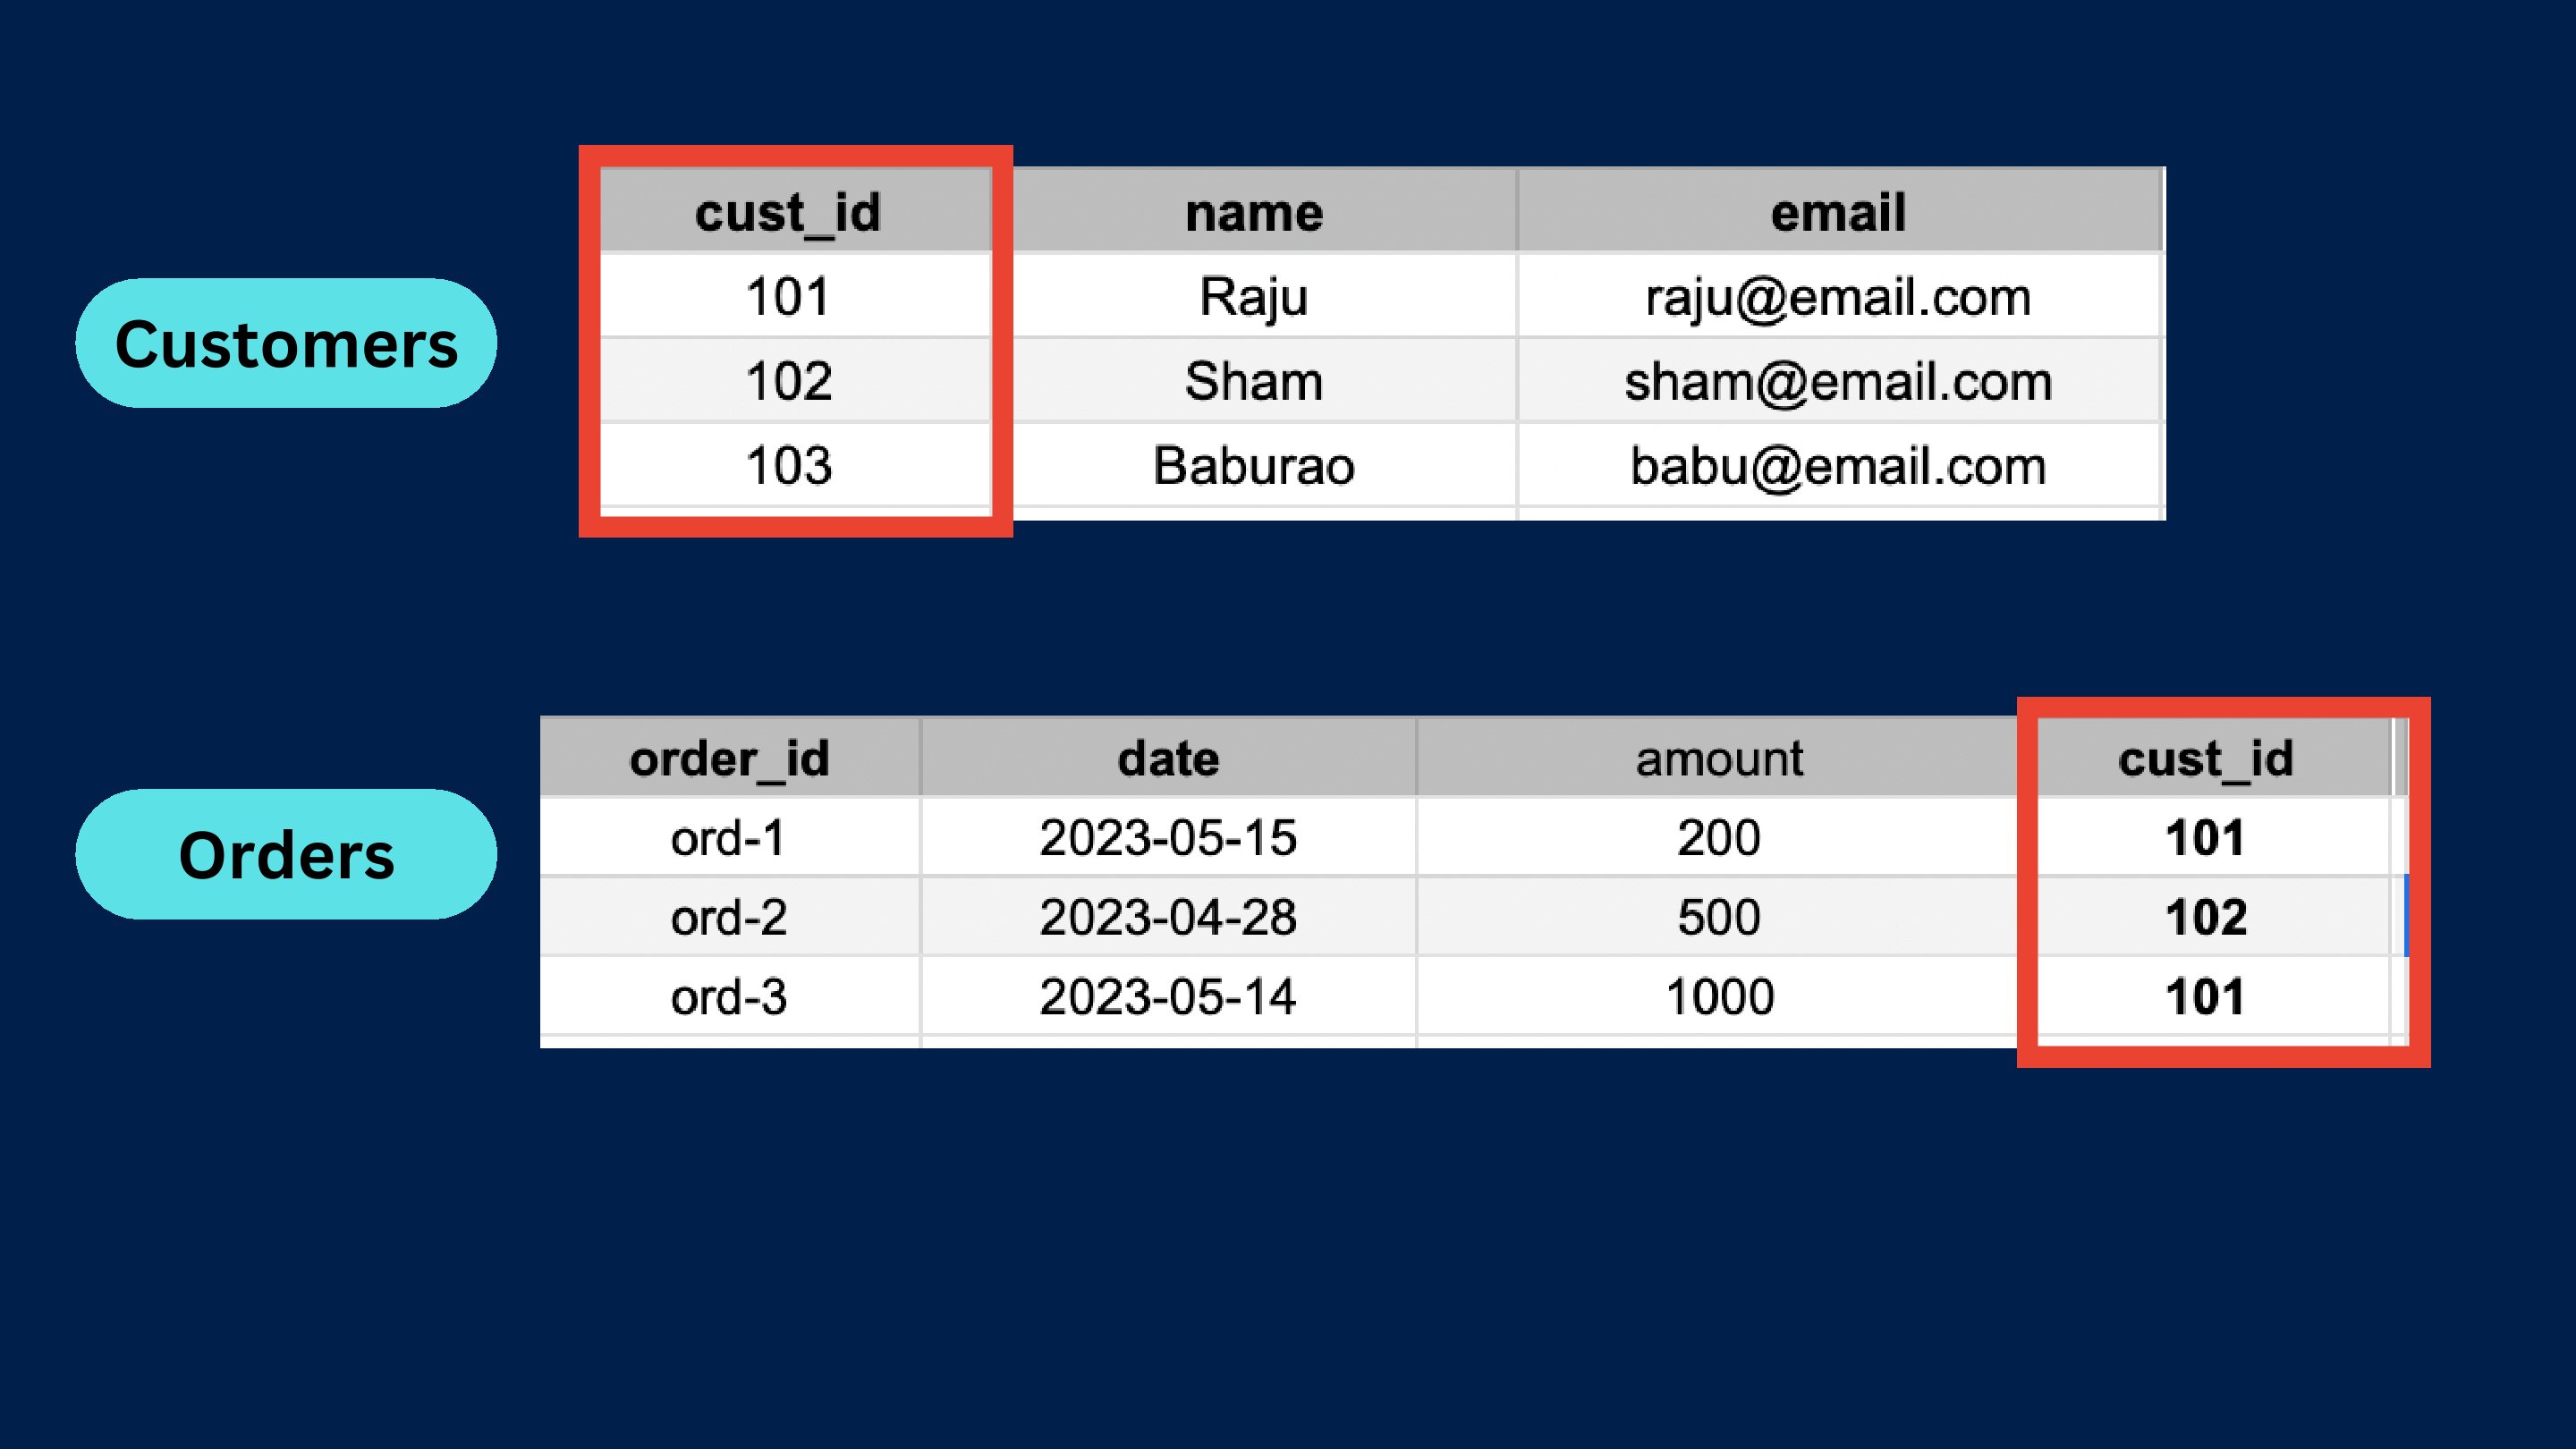 Customers
cust_id name email
101 Raju raju@email.com
102 Sham sham@email.com
103 Baburao babu@email.com
Orders
order_id date amount cust_id
ord-1 2023-05-15 200 101
ord-2 2023-04-28 500 102
ord-3 2023-05-14 1000 101